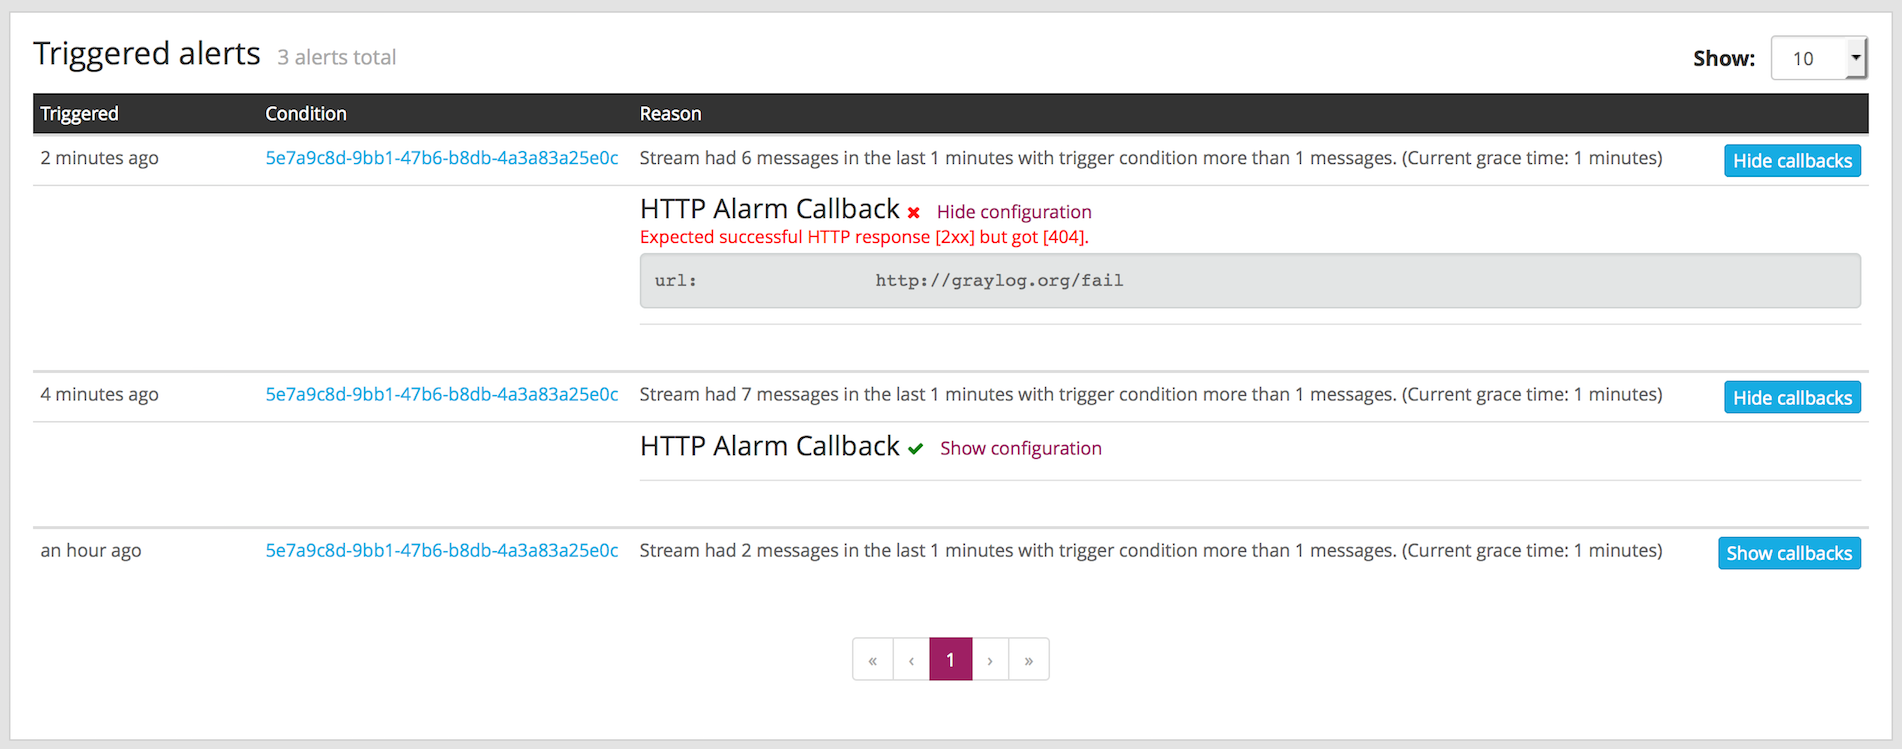 Triggered alerts 3 alerts total
Show: 10
Triggered Condition Reason
2 minutes ago 5e7a9c8d-9bb1-47b6-b8db-4a3a83a25e0c Stream had 6 messages in the last 1 minutes with trigger condition more than 1 messages. (Current grace time: 1 minutes) Hide callbacks
HTTP Alarm Callback ✖ Hide configuration
Expected successful HTTP response [2xx] but got [404].
url: http://graylog.org/fail
4 minutes ago 5e7a9c8d-9bb1-47b6-b8db-4a3a83a25e0c Stream had 7 messages in the last 1 minutes with trigger condition more than 1 messages. (Current grace time: 1 minutes) Hide callbacks
HTTP Alarm Callback ✔ Show configuration
an hour ago 5e7a9c8d-9bb1-47b6-b8db-4a3a83a25e0c Stream had 2 messages in the last 1 minutes with trigger condition more than 1 messages. (Current grace time: 1 minutes) Show callbacks
« ‹ 1 › »